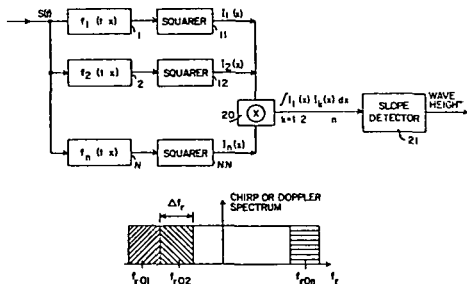 S(t)
f₁ (t x)
1
SQUARER
11
I₁(x)
f₂ (t x)
2
SQUARER
12
I₂(x)
20
X
∫I₁(x) Iₖ(x) dx
k=1 2 n
SLOPE DETECTOR
21
WAVE HEIGHT
fₙ (t x)
N
SQUARER
NN
Iₙ(x)
CHIRP OR DOPPLER
SPECTRUM
Δfᵣ
fᵣ01
fᵣ02
fᵣ0n
fᵣ